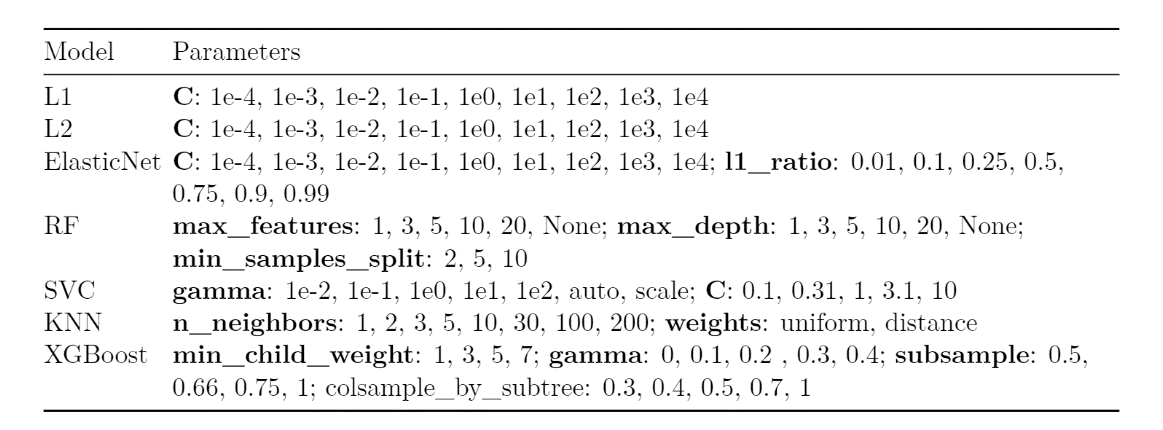 Model Parameters
L1 C: 1e-4, 1e-3, 1e-2, 1e-1, 1e0, 1e1, 1e2, 1e3, 1e4
L2 C: 1e-4, 1e-3, 1e-2, 1e-1, 1e0, 1e1, 1e2, 1e3, 1e4
ElasticNet C: 1e-4, 1e-3, 1e-2, 1e-1, 1e0, 1e1, 1e2, 1e3, 1e4; l1_ratio: 0.01, 0.1, 0.25, 0.5,
0.75, 0.9, 0.99
RF max_features: 1, 3, 5, 10, 20, None; max_depth: 1, 3, 5, 10, 20, None;
min_samples_split: 2, 5, 10
SVC gamma: 1e-2, 1e-1, 1e0, 1e1, 1e2, auto, scale; C: 0.1, 0.31, 1, 3.1, 10
KNN n_neighbors: 1, 2, 3, 5, 10, 30, 100, 200; weights: uniform, distance
XGBoost min_child_weight: 1, 3, 5, 7; gamma: 0, 0.1, 0.2 , 0.3, 0.4; subsample: 0.5,
0.66, 0.75, 1; colsample_by_subtree: 0.3, 0.4, 0.5, 0.7, 1